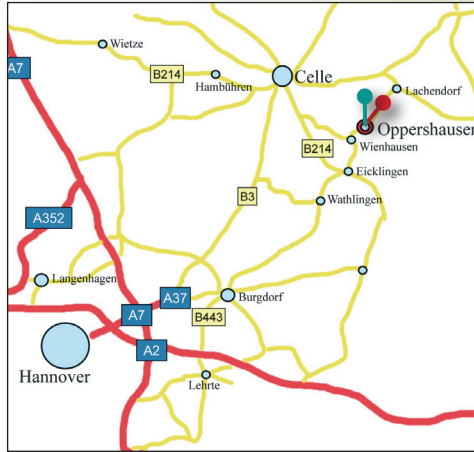 Wietze
A7
B214
Celle
Hambühren
Lachendorf
Oppershausen
B214
Wienhausen
Eicklingen
B3
Wathlingen
A352
Langenhagen
A37
Burgdorf
A7
B443
A2
Hannover
Lehrte